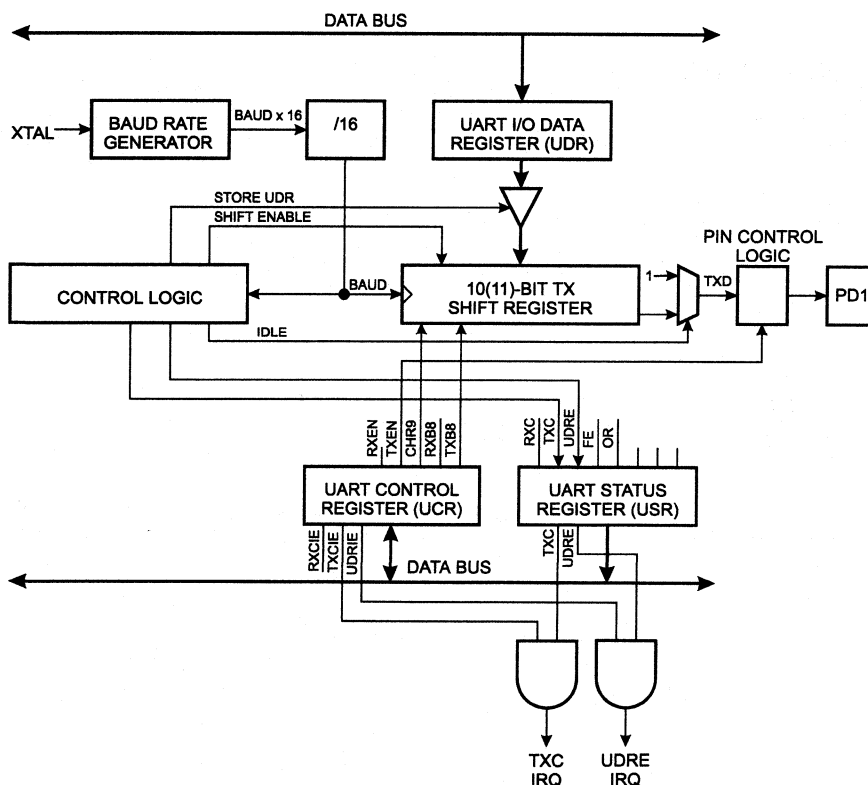 DATA BUS
XTAL
BAUD RATE
GENERATOR
BAUD x 16
/16
UART I/O DATA
REGISTER (UDR)
STORE UDR
SHIFT ENABLE
PIN CONTROL
LOGIC
CONTROL LOGIC
BAUD
10(11)-BIT TX
SHIFT REGISTER
1
TXD
PD1
IDLE
RXEN
TXEN
CHR9
RXB8
TXB8
RXC
TXC
UDRE
FE
OR
UART CONTROL
REGISTER (UCR)
UART STATUS
REGISTER (USR)
RXCIE
TXCIE
UDRIE
TXC
UDRE
DATA BUS
TXC
IRQ
UDRE
IRQ